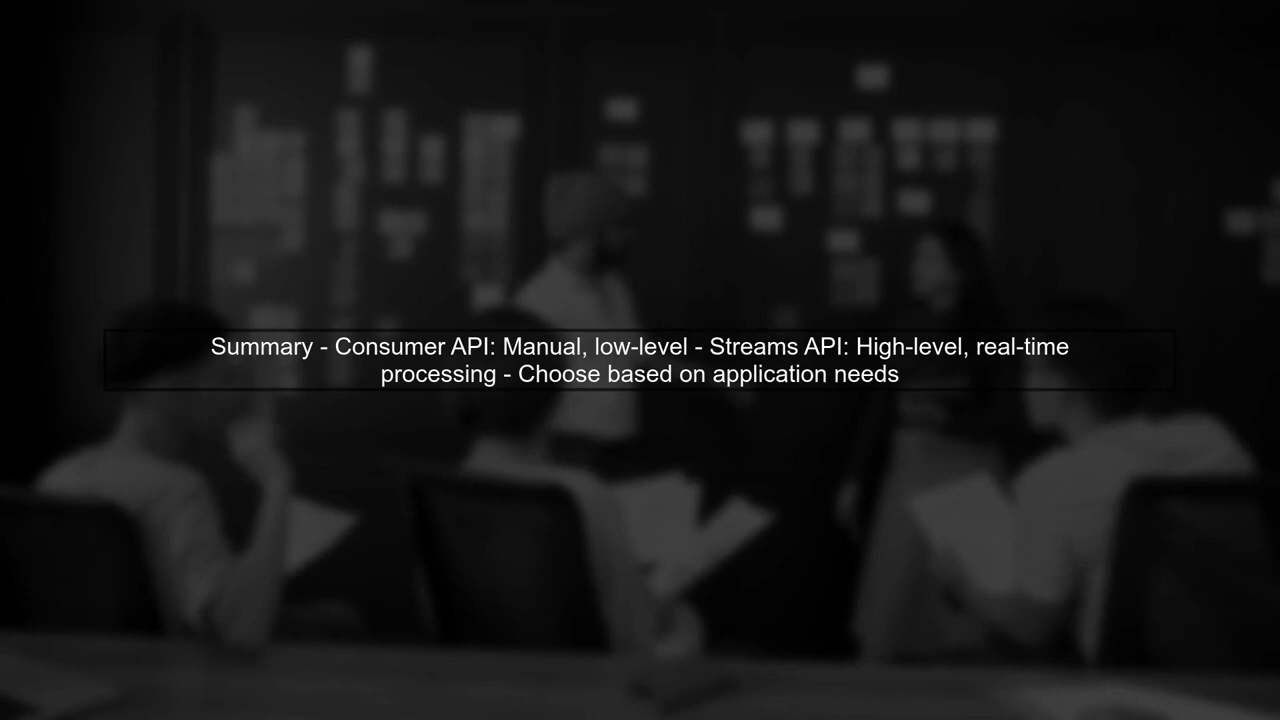 Summary - Consumer API: Manual, low-level - Streams API: High-level, real-time
processing - Choose based on application needs